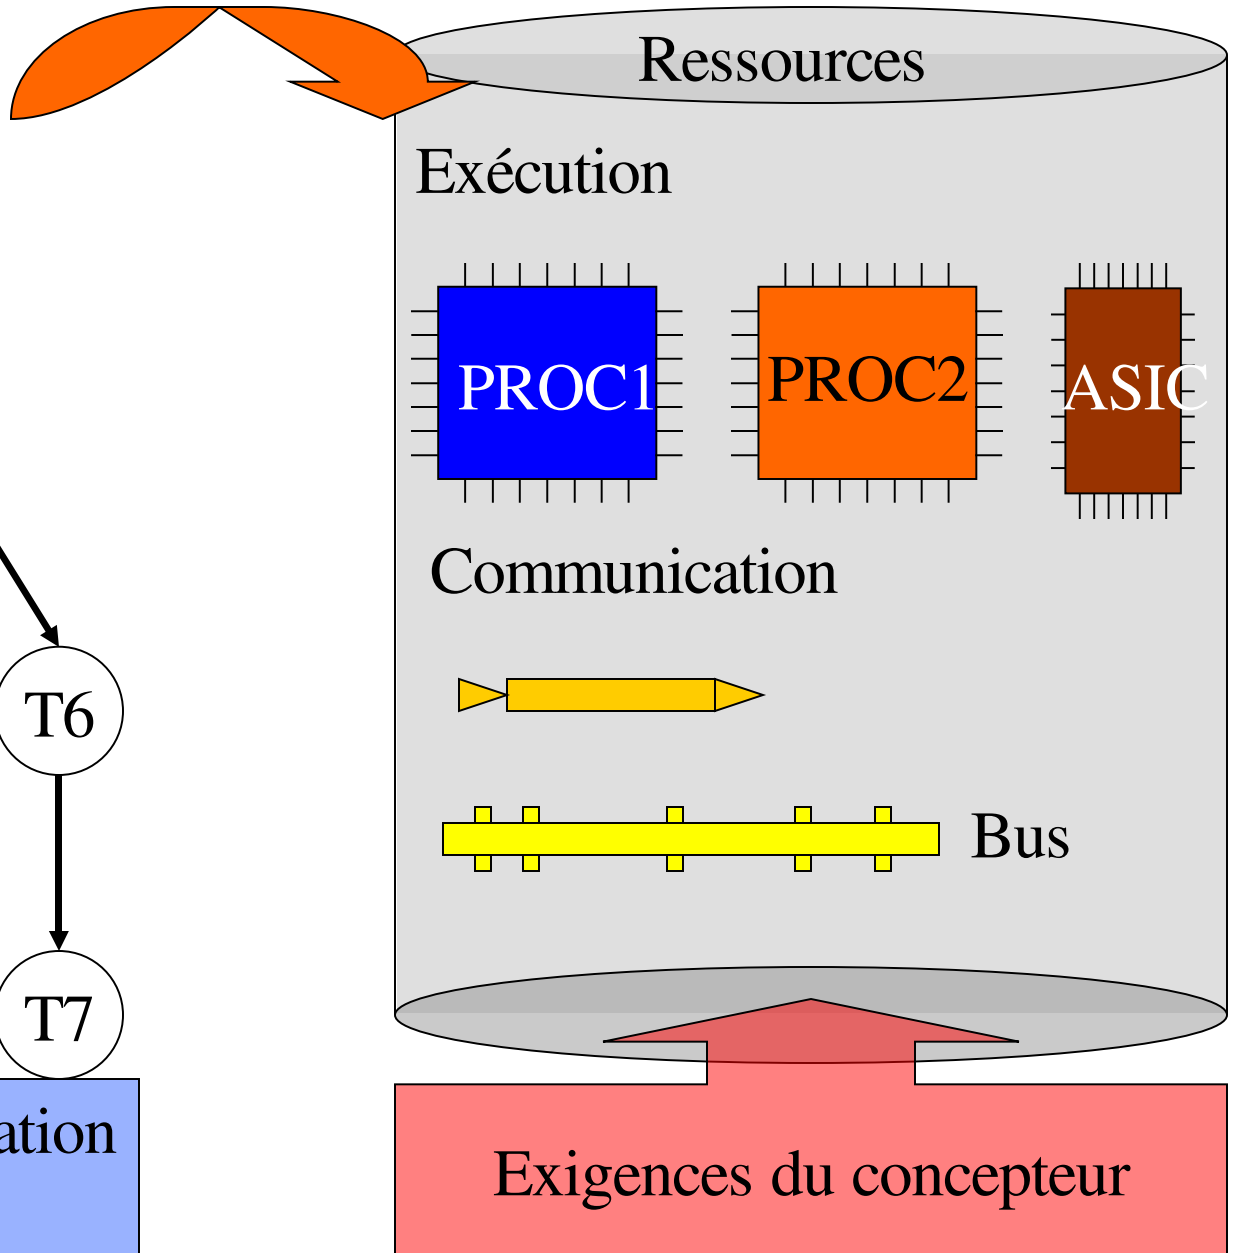 Ressources
Exécution
PROC1
PROC2
ASIC
Communication
T6
Bus
T7
ation
Exigences du concepteur